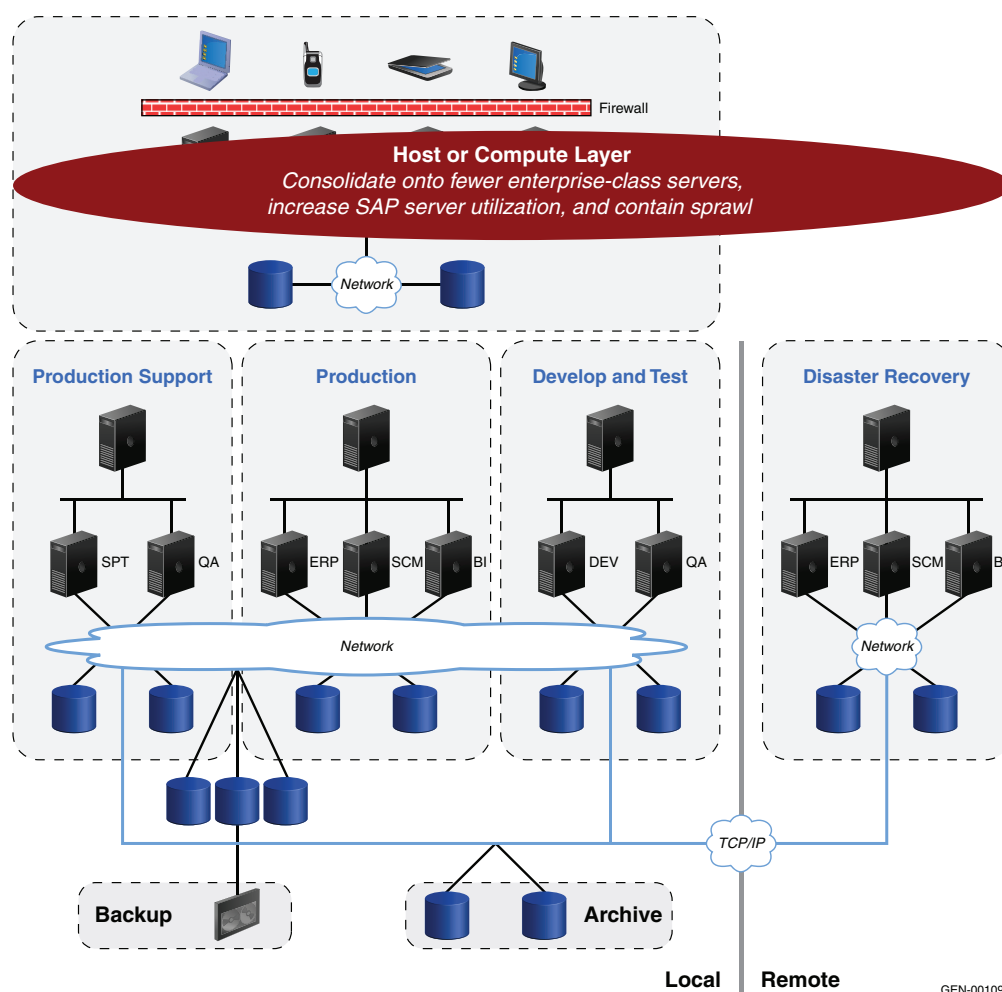 Firewall
Host or Compute Layer
Consolidate onto fewer enterprise-class servers,
increase SAP server utilization, and contain sprawl
Network
Production Support
Production
Develop and Test
Disaster Recovery
SPT
QA
ERP
SCM
BI
DEV
QA
ERP
SCM
Network
Network
TCP/IP
Backup
Archive
Local
Remote
GEN-00109